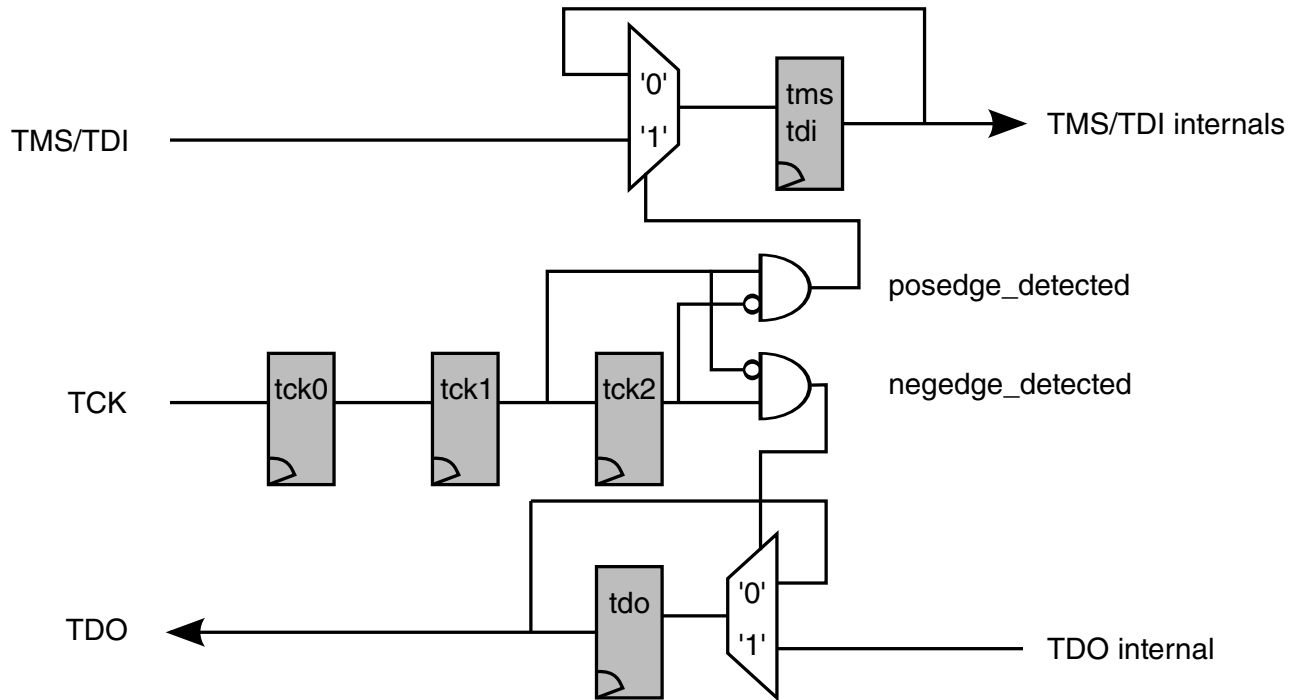 '0'
tms
TMS/TDI
'1'
tdi
TMS/TDI internals
posedge_detected
TCK
tck0
tck1
tck2
negedge_detected
'0'
tdo
TDO
'1'
TDO internal